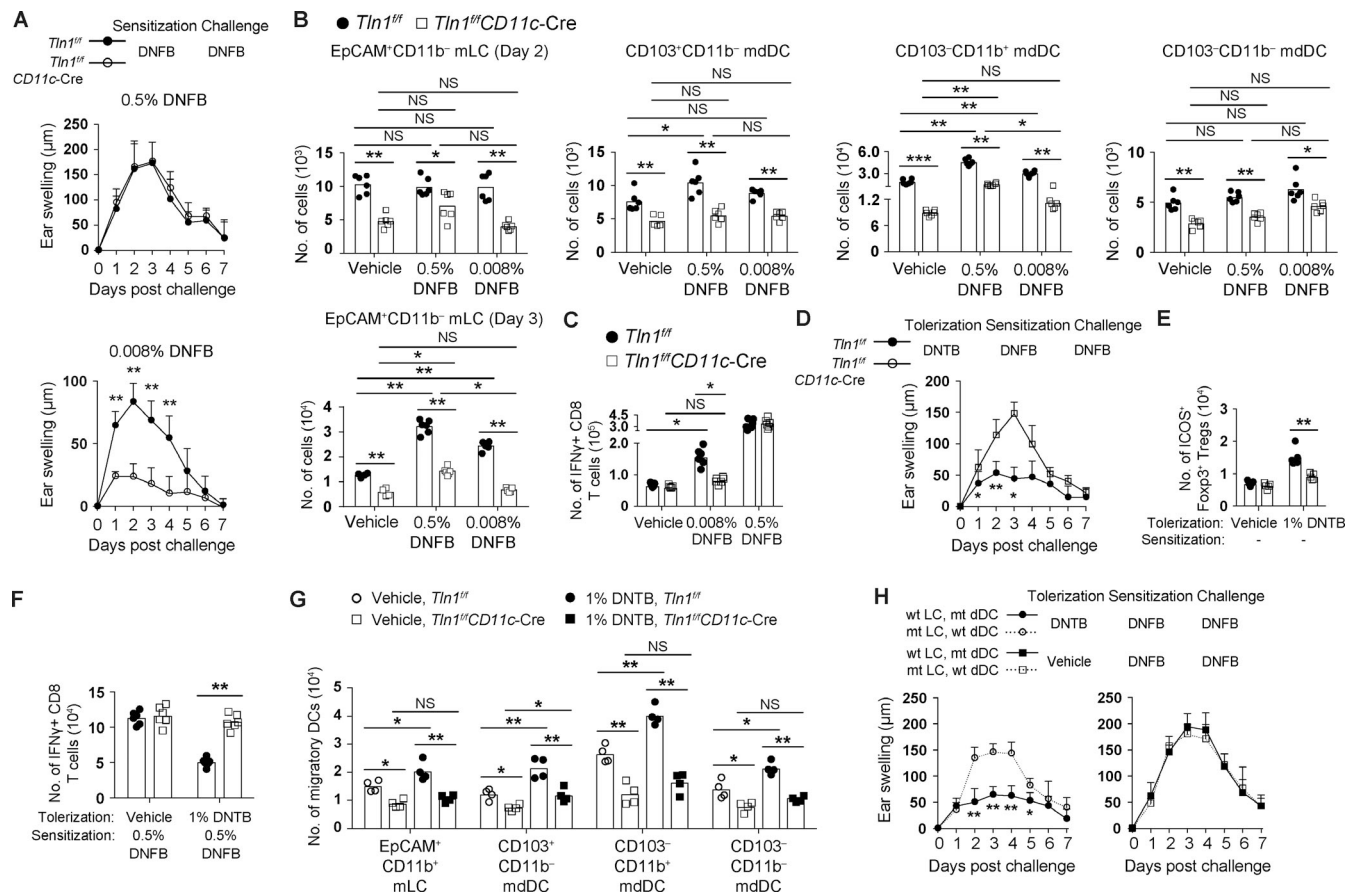 A
Sensitization Challenge
Tln1f/f DNFB DNFB
Tln1f/f
CD11c-Cre
0.5% DNFB
Ear swelling (µm)
250
200
150
100
50
0
0 1 2 3 4 5 6 7
Days post challenge
0.008% DNFB
Ear swelling (µm)
100
50
0
** ** ** **
0 1 2 3 4 5 6 7
Days post challenge
B
Tln1f/f Tln1f/fCD11c-Cre
EpCAM+CD11b− mLC (Day 2)
NS
NS
NS
NS NS
** * **
No. of cells (10³)
15
10
5
0
Vehicle 0.5% DNFB 0.008% DNFB
CD103+CD11b− mdDC
NS
NS
NS
* NS
** ** **
No. of cells (10³)
15
10
5
0
Vehicle 0.5% DNFB 0.008% DNFB
CD103−CD11b+ mdDC
NS
**
**
** *
*** ** **
No. of cells (10⁴)
6.0
3.0
1.2
6
0
Vehicle 0.5% DNFB 0.008% DNFB
CD103−CD11b− mdDC
NS
NS
NS
NS NS
** ** *
No. of cells (10³)
10
5
0
Vehicle 0.5% DNFB 0.008% DNFB
EpCAM+CD11b− mLC (Day 3)
NS
*
**
** *
** ** **
No. of cells (10⁴)
4
3
2
1
0
Vehicle 0.5% DNFB 0.008% DNFB
C
Tln1f/f
Tln1f/fCD11c-Cre
*
NS
*
No. of IFNγ+ CD8
T cells (10⁵)
4.5
3.0
2
1
0
Vehicle 0.008% DNFB 0.5% DNFB
D
Tolerization Sensitization Challenge
Tln1f/f DNTB DNFB DNFB
Tln1f/f
CD11c-Cre
Ear swelling (µm)
200
150
100
50
0
* ** *
0 1 2 3 4 5 6 7
Days post challenge
E
**
No. of ICOS+
Foxp3+ Tregs (10⁴)
3
2
1
0
Tolerization: Vehicle 1% DNTB
Sensitization: - -
F
**
No. of IFNγ+ CD8
T cells (10⁴)
15
10
5
0
Tolerization: Vehicle 1% DNTB
Sensitization: 0.5% DNFB 0.5% DNFB
G
Vehicle, Tln1f/f 1% DNTB, Tln1f/f
Vehicle, Tln1f/fCD11c-Cre 1% DNTB, Tln1f/fCD11c-Cre
NS
*
* **
*
**
* **
NS
**
** **
NS
*
* **
No. of migratory DCs (10⁴)
5
4
3
2
1
0
EpCAM+ CD11b+ mLC
CD103+ CD11b− mdDC
CD103− CD11b+ mdDC
CD103− CD11b− mdDC
H
Tolerization Sensitization Challenge
wt LC, mt dDC
mt LC, wt dDC
DNTB DNFB DNFB
wt LC, mt dDC
mt LC, wt dDC
Vehicle DNFB DNFB
Ear swelling (µm)
250
200
150
100
50
0
** ** ** *
0 1 2 3 4 5 6 7
Days post challenge
250
200
150
100
50
0
0 1 2 3 4 5 6 7
Days post challenge